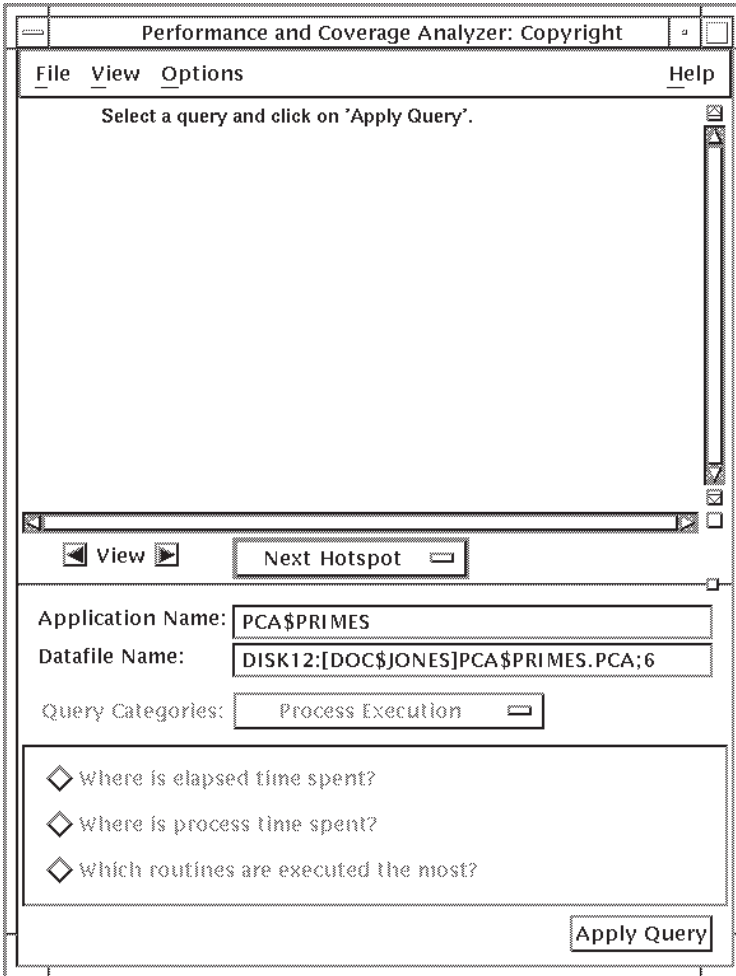 Performance and Coverage Analyzer: Copyright
File View Options Help
Select a query and click on 'Apply Query'.
View Next Hotspot
Application Name: PCA$PRIMES
Datafile Name: DISK12:[DOC$JONES]PCA$PRIMES.PCA;6
Query Categories: Process Execution
Where is elapsed time spent?
Where is process time spent?
Which routines are executed the most?
Apply Query